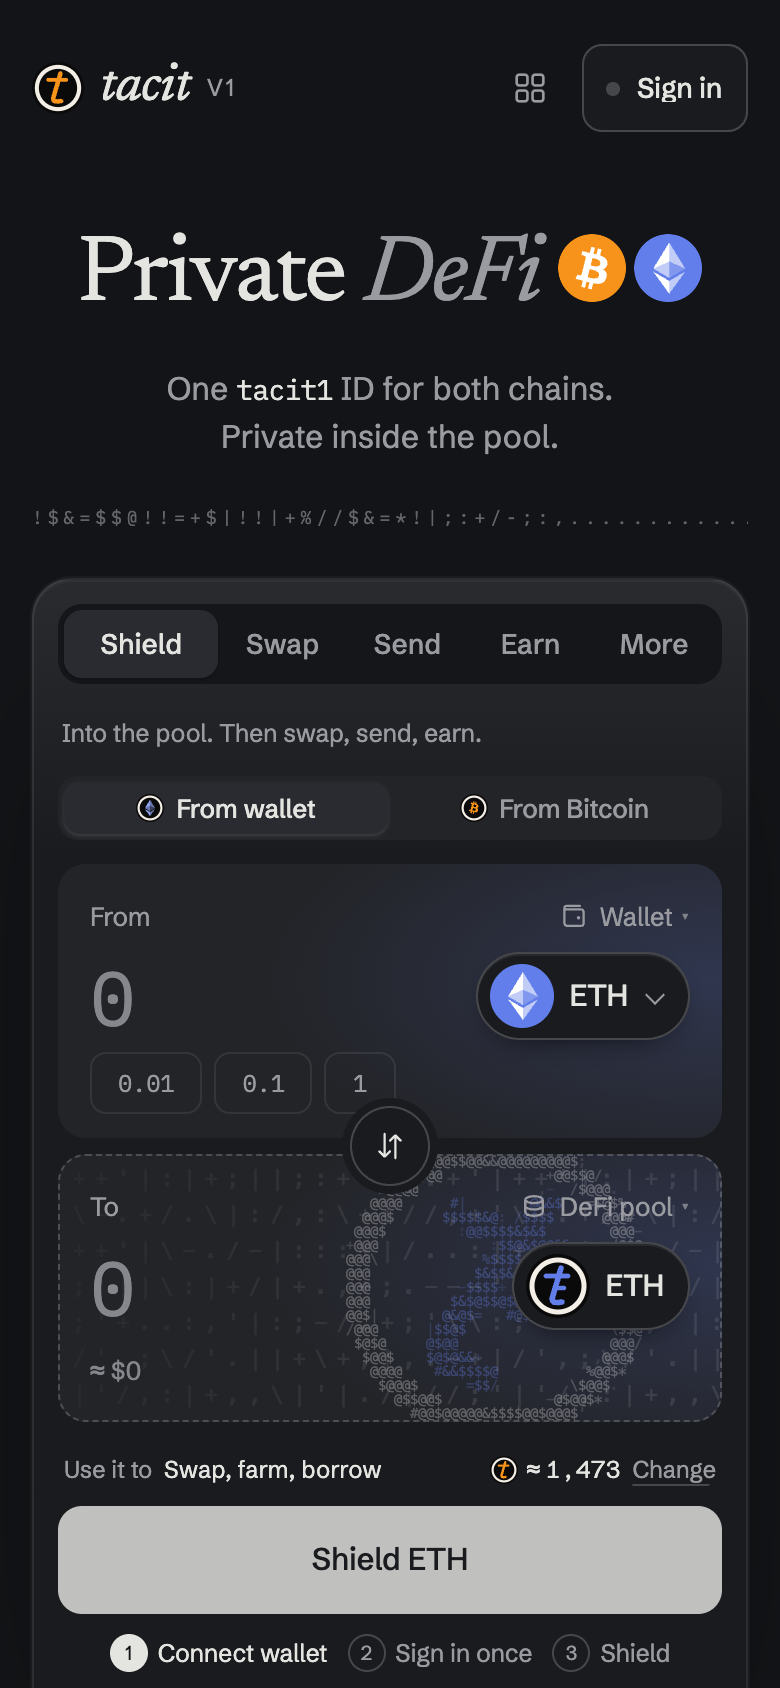 tacit V1
Sign in
Private DeFi
One tacit1 ID for both chains.
Private inside the pool.
!$&=$$@!!=+$|!!|+%//$&=*!|;:+/-;:,............
Shield Swap Send Earn More
Into the pool. Then swap, send, earn.
From wallet From Bitcoin
From Wallet
0 ETH
0.01 0.1 1
To DeFi pool
0 ETH
≈ $0
Use it to Swap, farm, borrow ≈ 1,473 Change
Shield ETH
1 Connect wallet 2 Sign in once 3 Shield